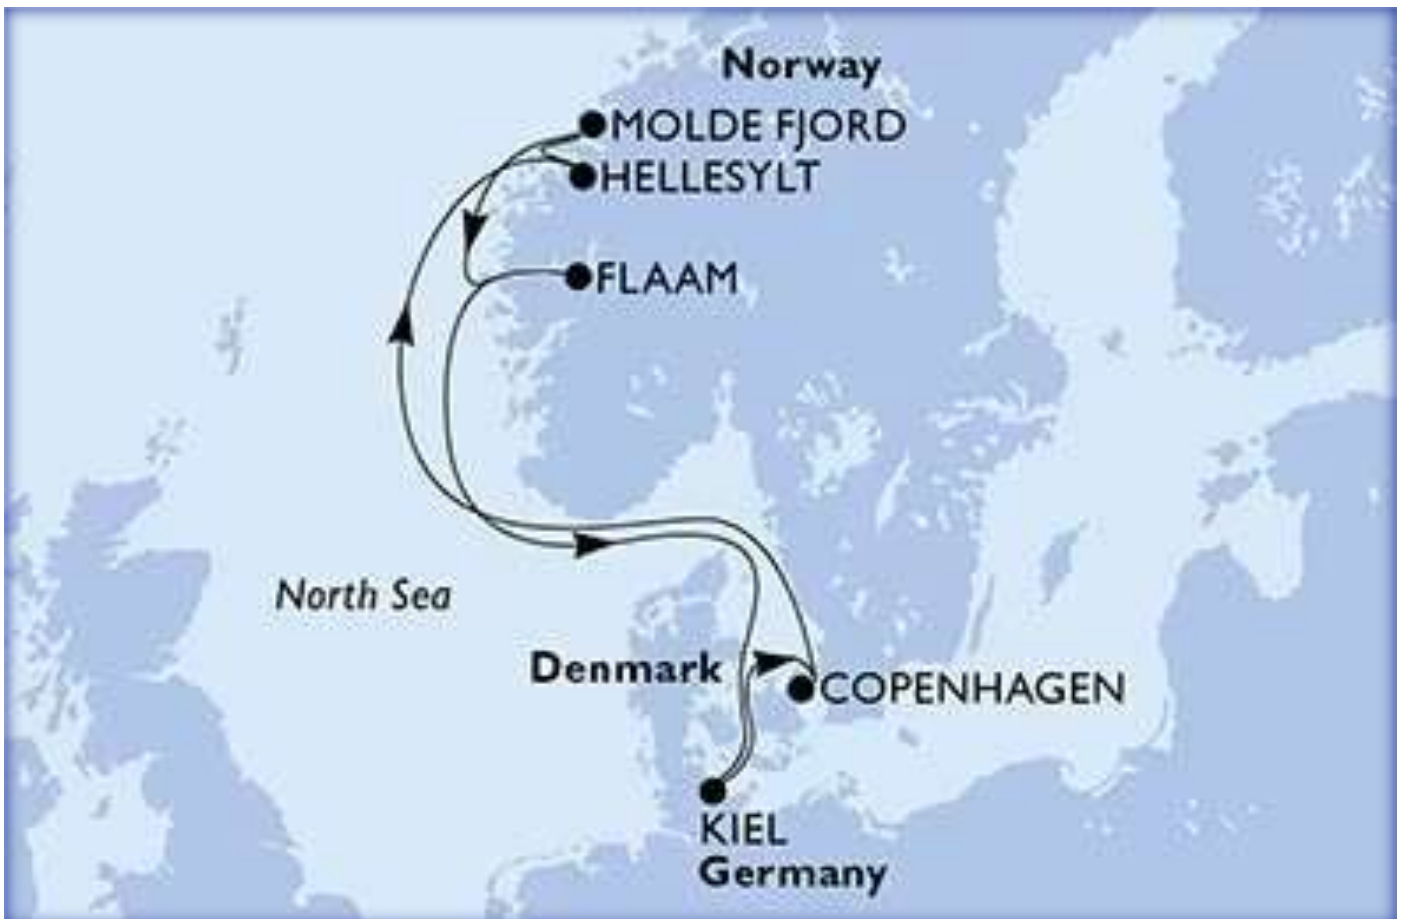 Norway
MOLDE FJORD
HELLESYLT
FLAAM
North Sea
Denmark
COPENHAGEN
KIEL
Germany